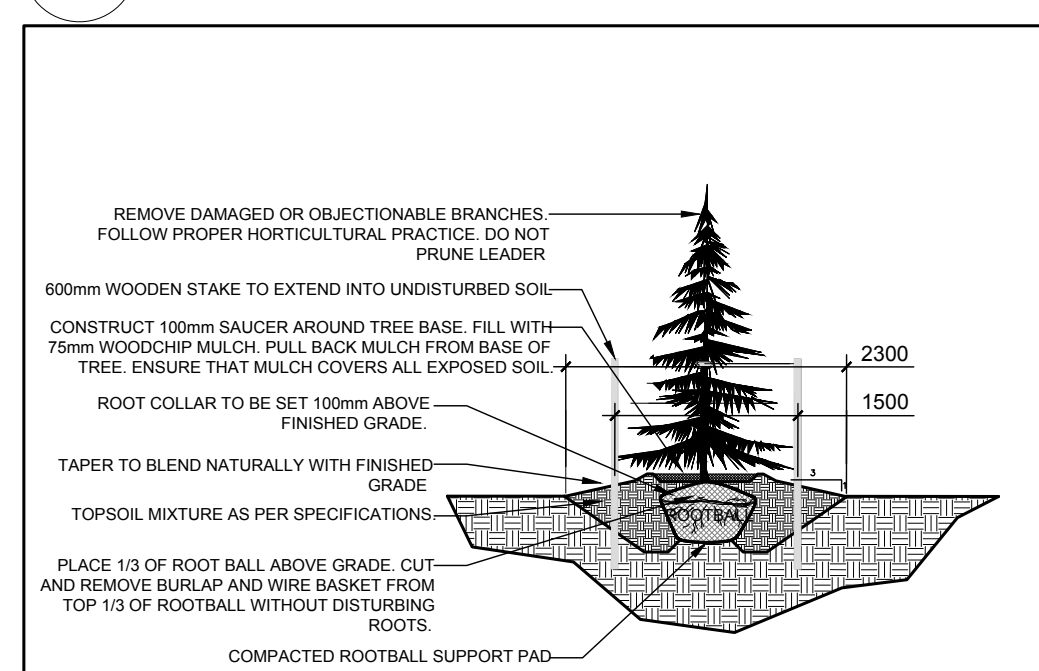 REMOVE DAMAGED OR OBJECTIONABLE BRANCHES.
FOLLOW PROPER HORTICULTURAL PRACTICE. DO NOT
PRUNE LEADER
600mm WOODEN STAKE TO EXTEND INTO UNDISTURBED SOIL
CONSTRUCT 100mm SAUCER AROUND TREE BASE. FILL WITH
75mm WOODCHIP MULCH. PULL BACK MULCH FROM BASE OF
TREE. ENSURE THAT MULCH COVERS ALL EXPOSED SOIL.
2300
1500
ROOT COLLAR TO BE SET 100mm ABOVE
FINISHED GRADE.
TAPER TO BLEND NATURALLY WITH FINISHED
GRADE
3
1
TOPSOIL MIXTURE AS PER SPECIFICATIONS.
ROOTBALL
PLACE 1/3 OF ROOT BALL ABOVE GRADE. CUT
AND REMOVE BURLAP AND WIRE BASKET FROM
TOP 1/3 OF ROOTBALL WITHOUT DISTURBING
ROOTS.
COMPACTED ROOTBALL SUPPORT PAD